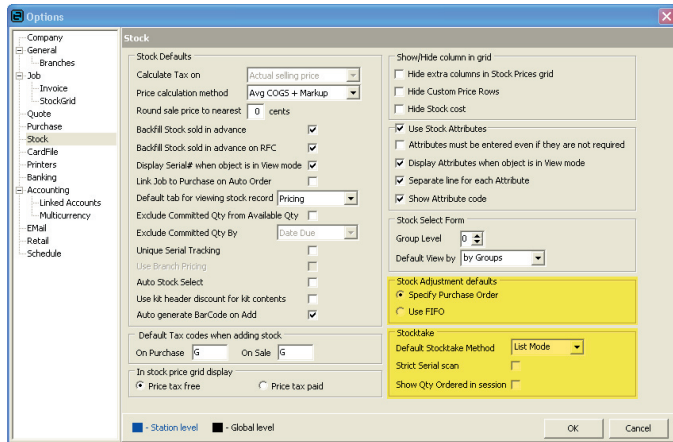 Options
Company
General
Branches
Job
Invoice
StockGrid
Quote
Purchase
Stock
CardFile
Printers
Banking
Accounting
Linked Accounts
Multicurrency
EMail
Retail
Schedule
Stock
Stock Defaults
Calculate Tax on Actual selling price
Price calculation method Avg COGS + Markup
Round sale price to nearest 0 cents
Backfill Stock sold in advance
Backfill Stock sold in advance on RFC
Display Serial# when object is in View mode
Link Job to Purchase on Auto Order
Default tab for viewing stock record Pricing
Exclude Committed Qty from Available Qty
Exclude Committed Qty By Date Due
Unique Serial Tracking
Use Branch Pricing
Auto Stock Select
Use kit header discount for kit contents
Auto generate BarCode on Add
Default Tax codes when adding stock
On Purchase G On Sale G
In stock price grid display
Price tax free Price tax paid
Show/Hide column in grid
Hide extra columns in Stock Prices grid
Hide Custom Price Rows
Hide Stock cost
Use Stock Attributes
Attributes must be entered even if they are not required
Display Attributes when object is in View mode
Separate line for each Attribute
Show Attribute code
Stock Select Form
Group Level 0
Default View by by Groups
Stock Adjustment defaults
Specify Purchase Order
Use FIFO
Stocktake
Default Stocktake Method List Mode
Strict Serial scan
Show Qty Ordered in session
- Station level - Global level
OK Cancel